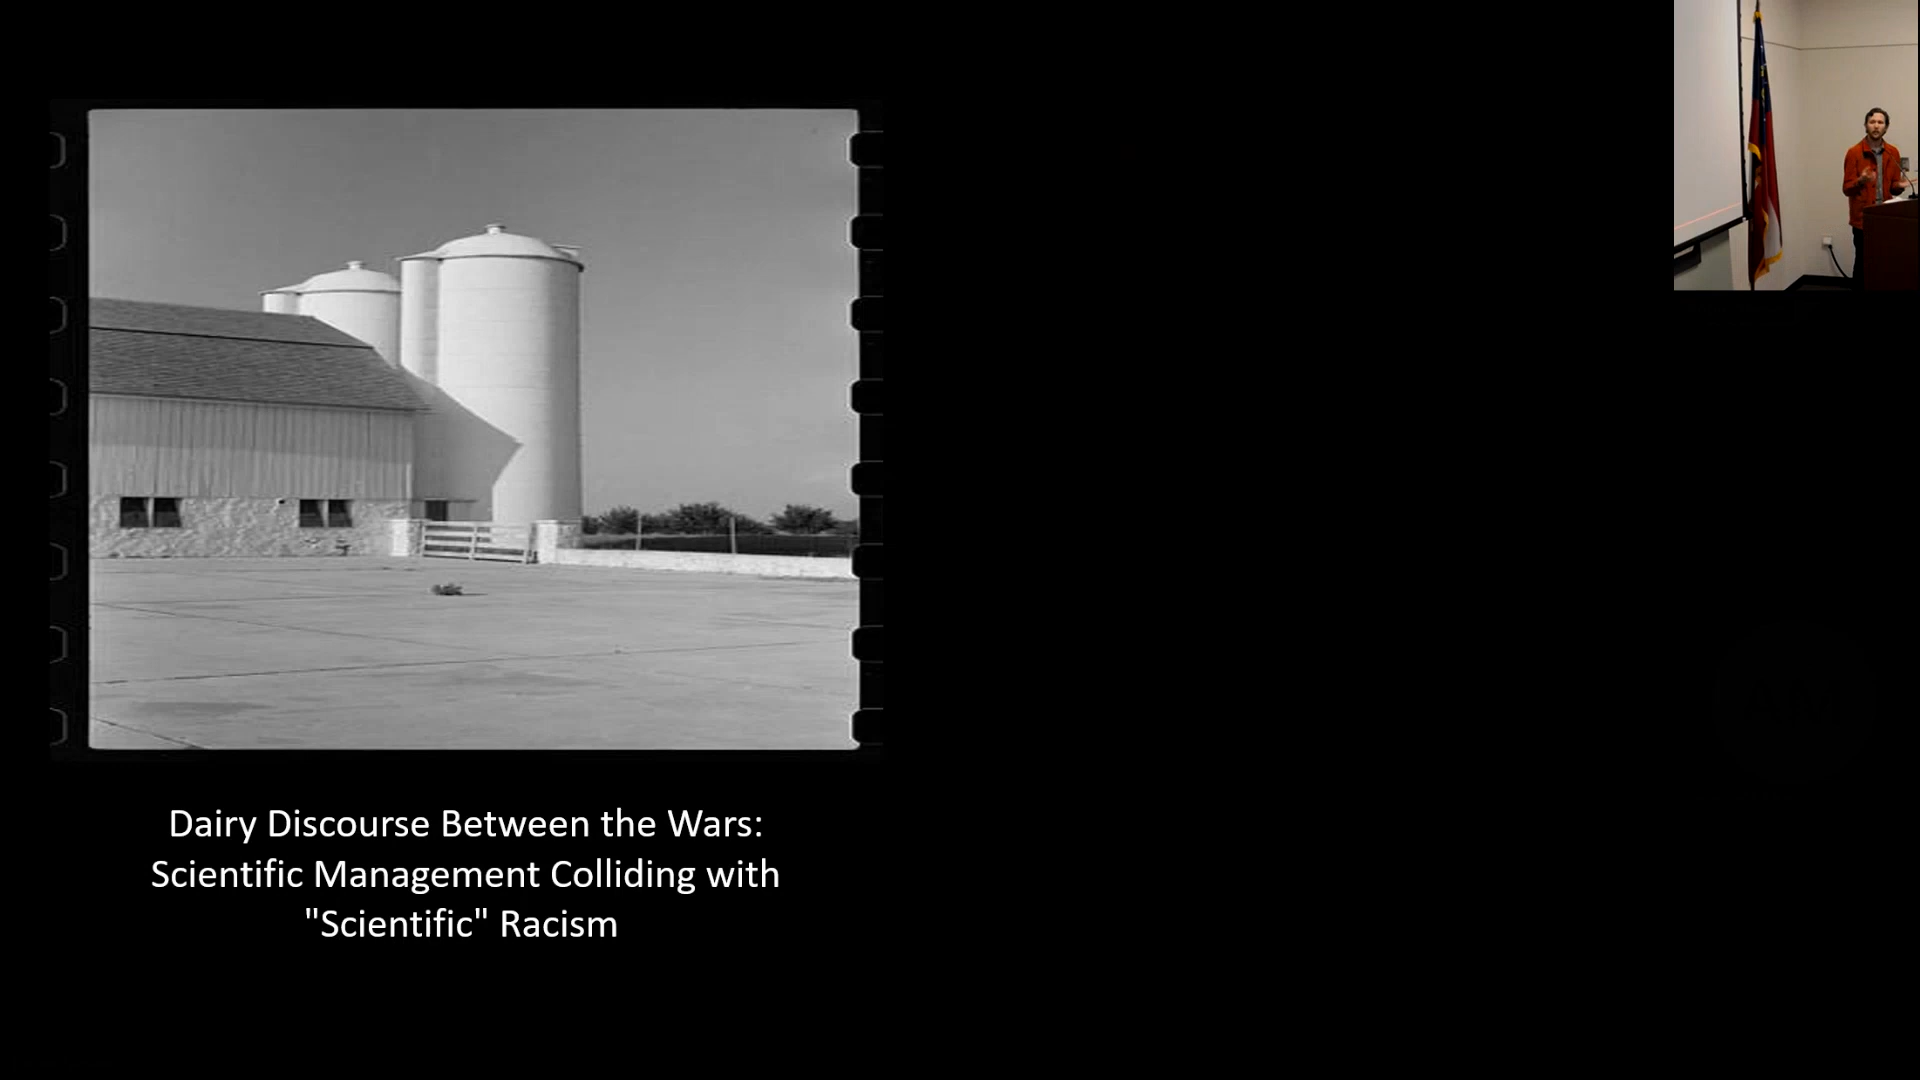 Dairy Discourse Between the Wars:
Scientific Management Colliding with
"Scientific" Racism